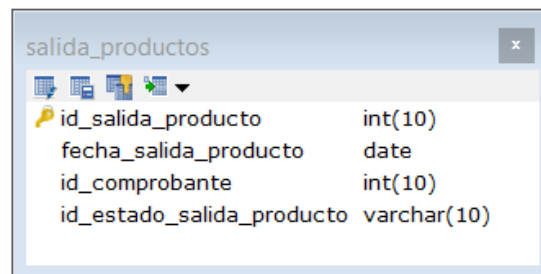 salida_productos x
id_salida_producto int(10)
fecha_salida_producto date
id_comprobante int(10)
id_estado_salida_producto varchar(10)